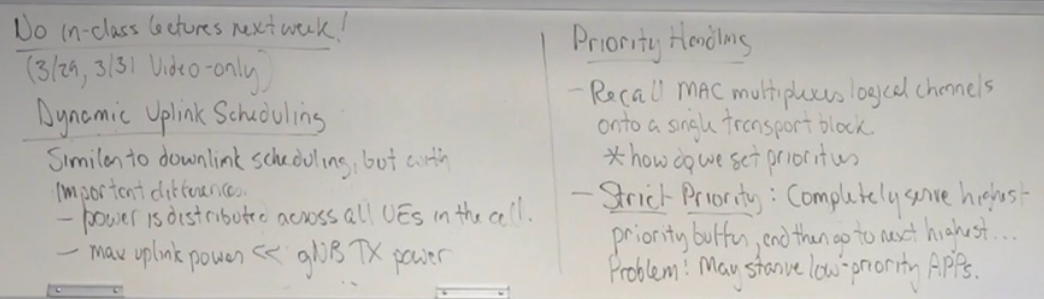 No in-class lectures next week!
(3/29, 3/31 Video-only)
Dynamic Uplink Scheduling
Similar to downlink scheduling, but with
important differences.
- power is distributed across all UEs in the cell.
- max uplink power << gNB TX power
Priority Handling
- Recall MAC multiplexes logical channels
onto a single transport block
* how do we set priorities
- Strict Priority: Completely serve highest
priority buffer, and then go to next highest...
Problem: May starve low-priority APPs.